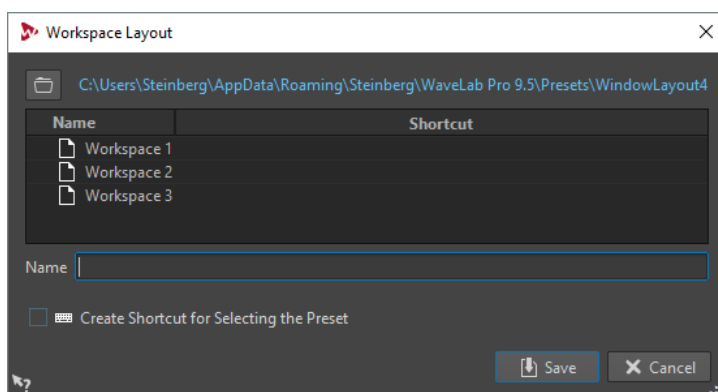 Workspace Layout
C:\Users\Steinberg\AppData\Roaming\Steinberg\WaveLab Pro 9.5\Presets\WindowLayout4
Name Shortcut
Workspace 1
Workspace 2
Workspace 3
Name
Create Shortcut for Selecting the Preset
Save Cancel